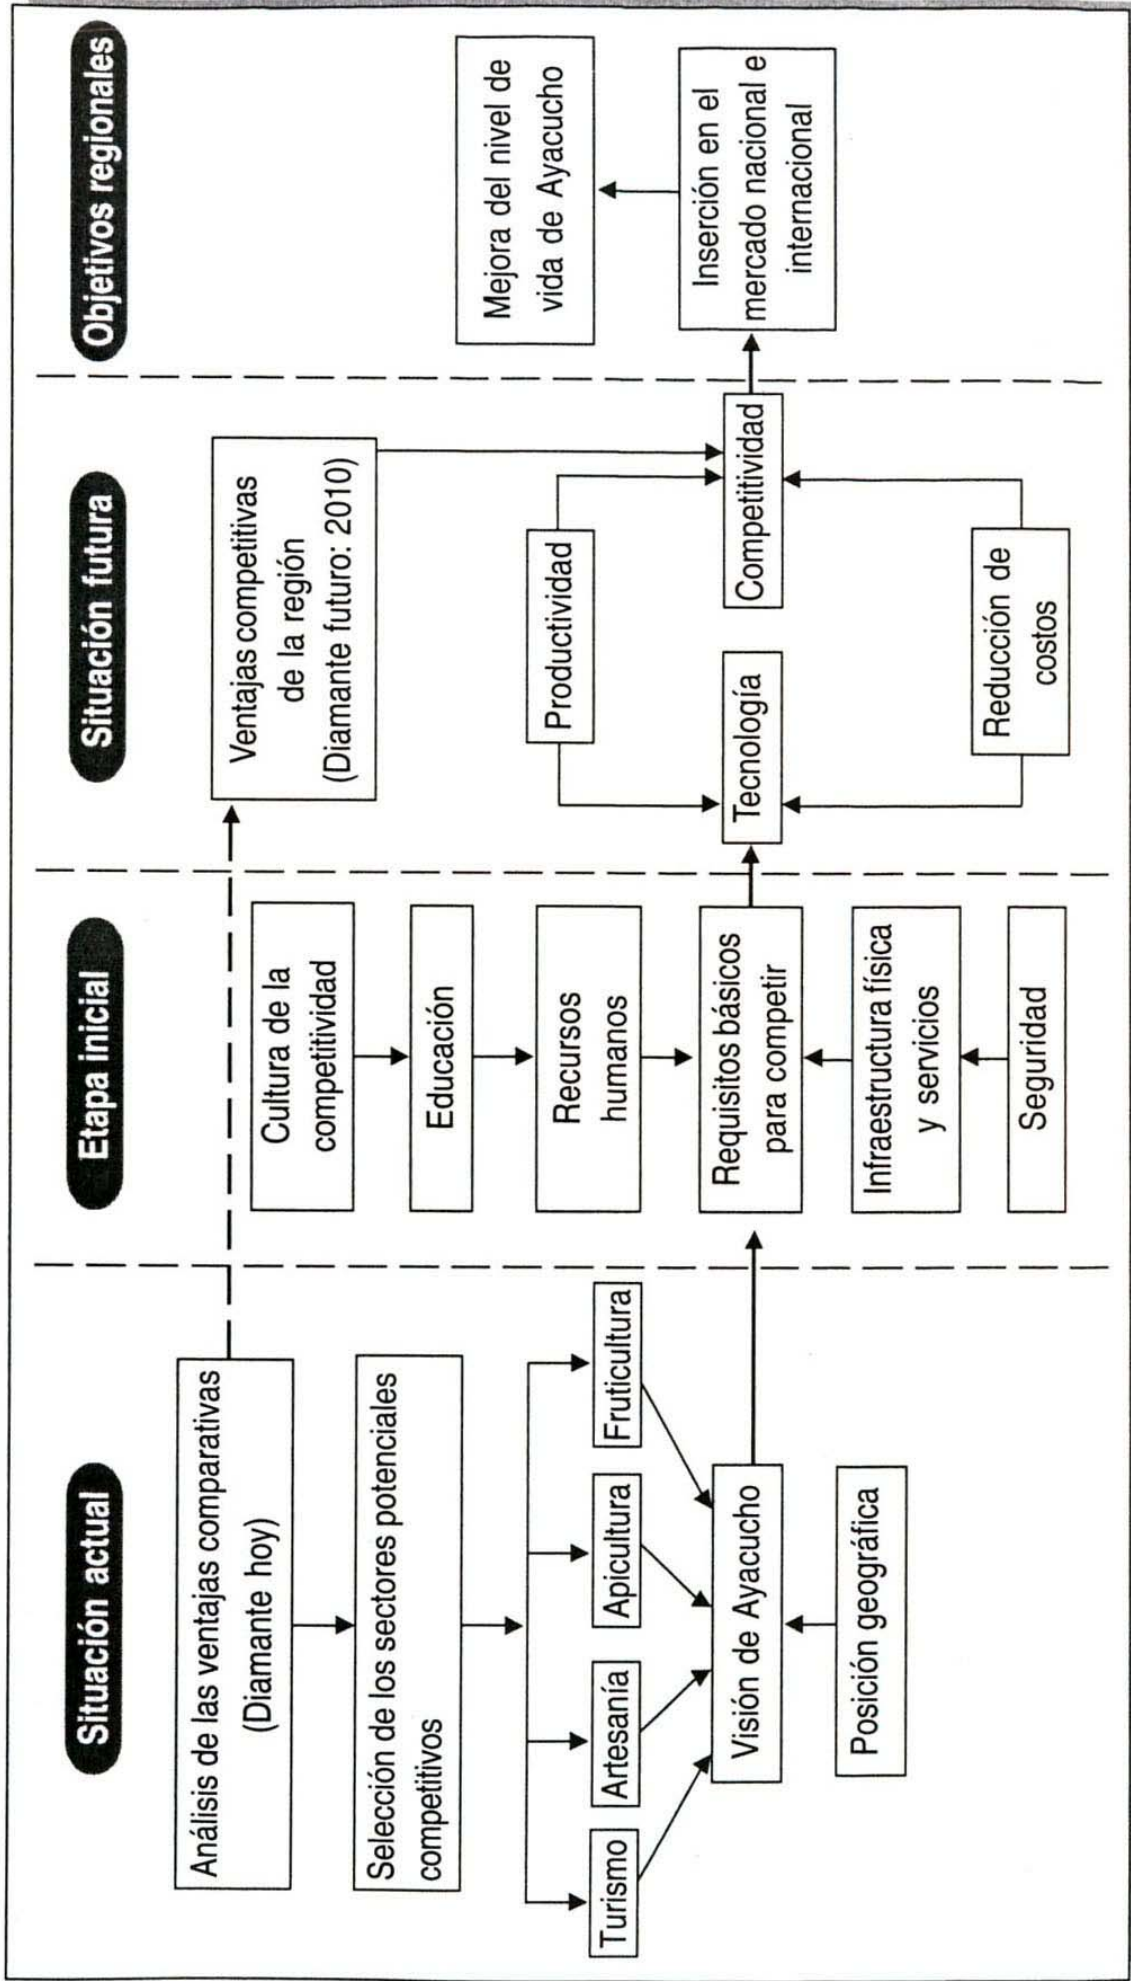 Situación actual
Análisis de las ventajas comparativas
(Diamante hoy)
Selección de los sectores potenciales
competitivos
Turismo
Artesanía
Apicultura
Fruticultura
Visión de Ayacucho
Posición geográfica
Etapa inicial
Cultura de la
competitividad
Educación
Recursos
humanos
Requisitos básicos
para competir
Infraestructura física
y servicios
Seguridad
Situación futura
Ventajas competitivas
de la región
(Diamante futuro: 2010)
Productividad
Tecnología
Competitividad
Reducción de
costos
Objetivos regionales
Mejora del nivel de
vida de Ayacucho
Inserción en el
mercado nacional e
internacional